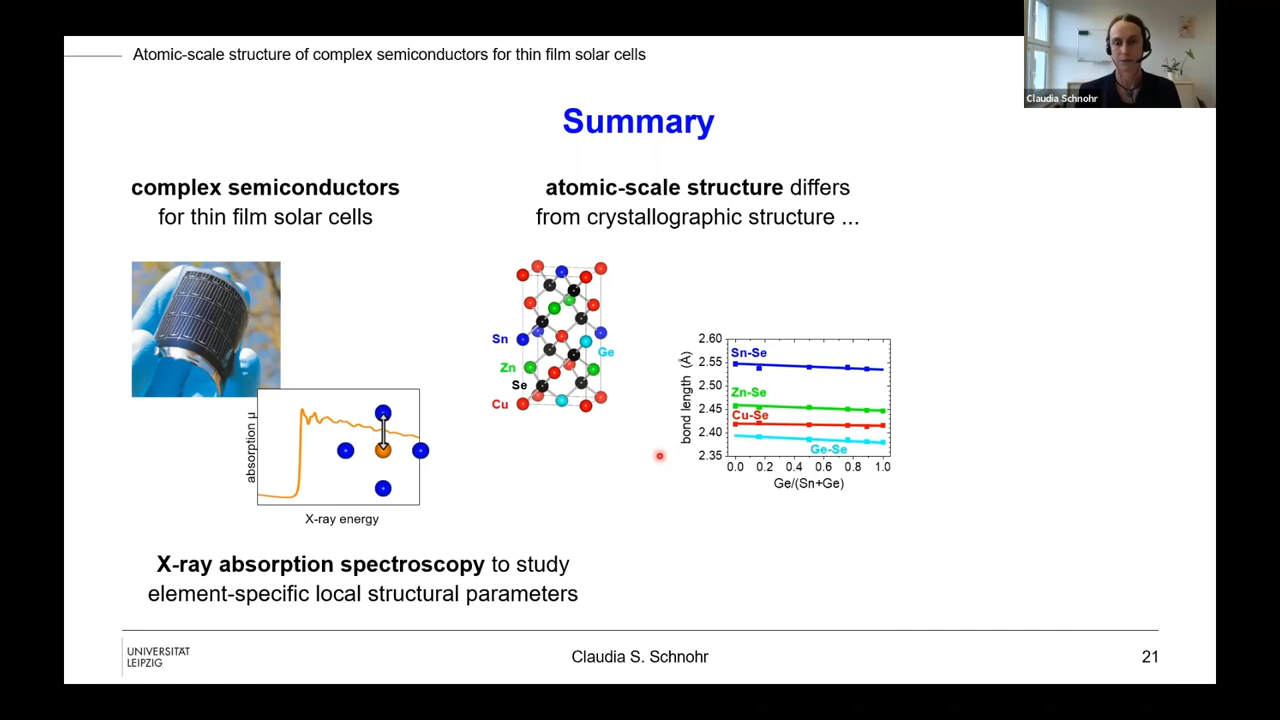 Atomic-scale structure of complex semiconductors for thin film solar cells
Claudia Schnohr
Summary
complex semiconductors
for thin film solar cells
atomic-scale structure differs
from crystallographic structure ...
Sn
Ge
Zn
Se
Cu
bond length (Å)
2.60
2.55
2.50
2.45
2.40
2.35
Sn-Se
Zn-Se
Cu-Se
Ge-Se
0.0 0.2 0.4 0.6 0.8 1.0
Ge/(Sn+Ge)
absorption μ
X-ray energy
X-ray absorption spectroscopy to study
element-specific local structural parameters
UNIVERSITÄT
LEIPZIG
Claudia S. Schnohr
21